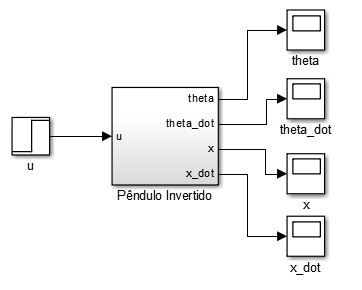 theta
theta
theta_dot
u
theta_dot
x
x_dot
u
Pêndulo Invertido
x
x_dot